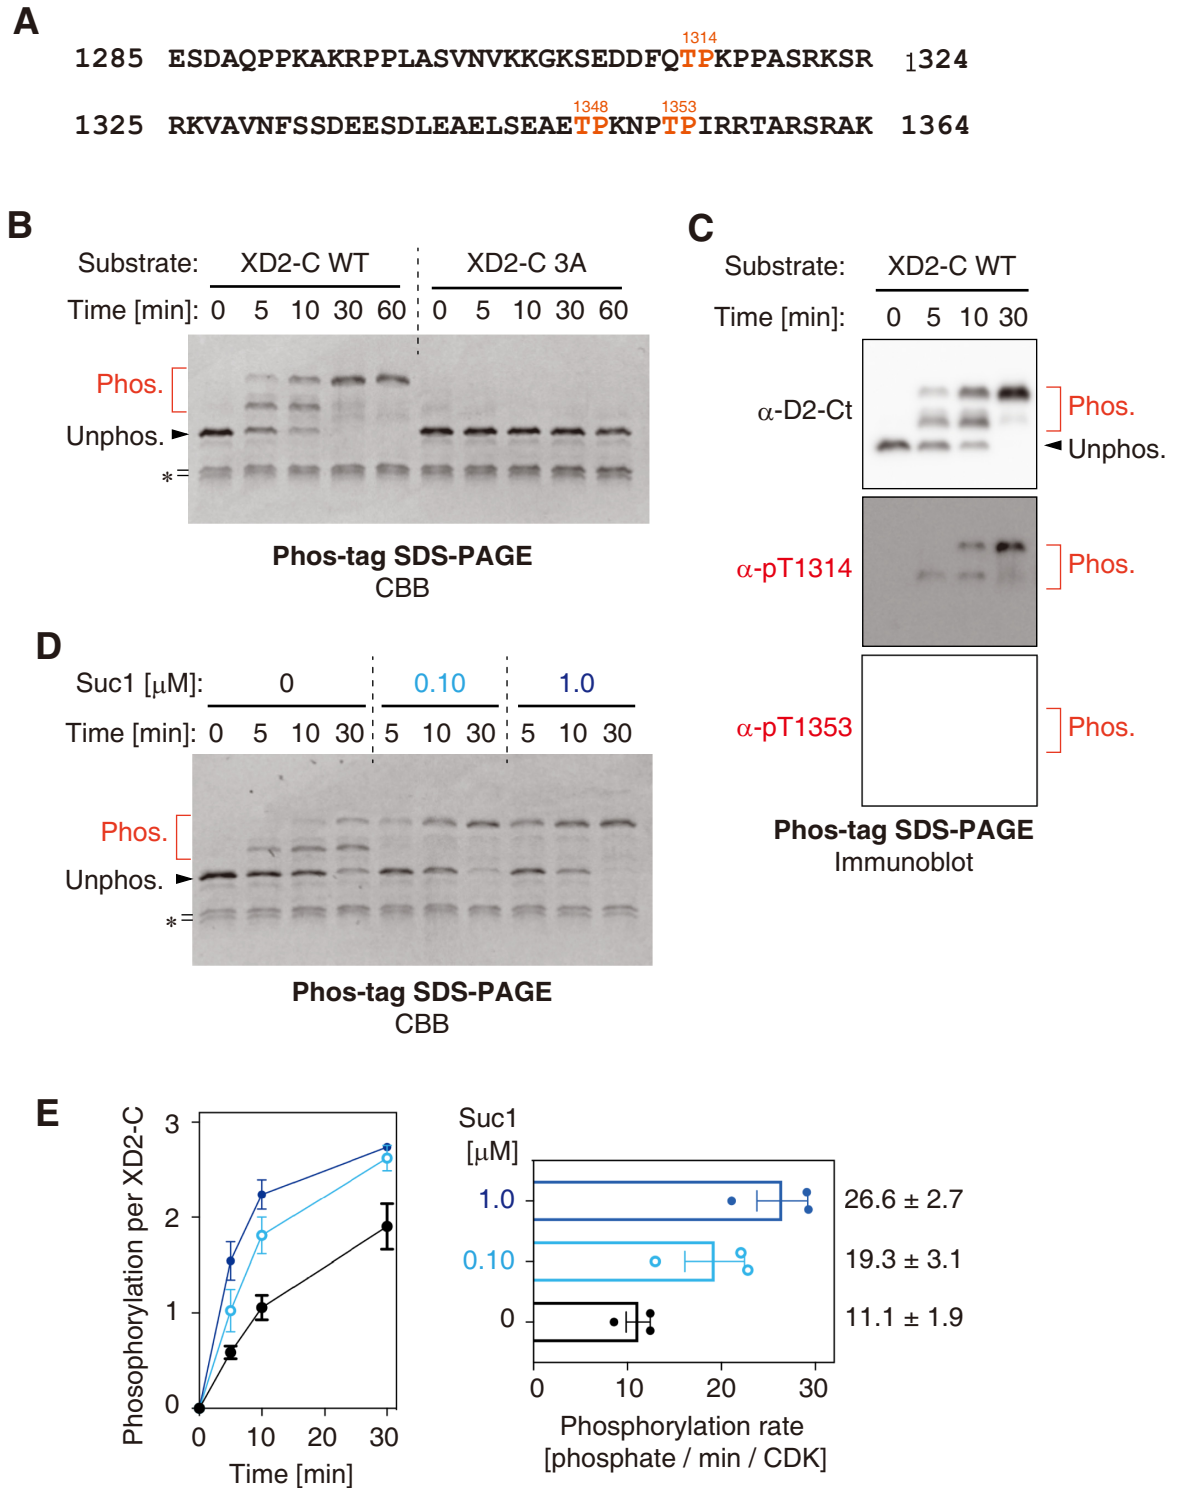 A
1314
1285 ESDAQPPKAKRPPLASVNVKKGKSEDDFQTPKPPASRKSR 1324
1348 1353
1325 RKVAVNFSSDEESDLEAELSEAETPKNPTPIRRTARSRAK 1364
B
Substrate: XD2-C WT XD2-C 3A
Time [min]: 0 5 10 30 60 0 5 10 30 60
Phos.
Unphos.
*
Phos-tag SDS-PAGE
CBB
C
Substrate: XD2-C WT
Time [min]: 0 5 10 30
α-D2-Ct
Phos.
Unphos.
α-pT1314
Phos.
α-pT1353
Phos.
Phos-tag SDS-PAGE
Immunoblot
D
Suc1 [μM]: 0 0.10 1.0
Time [min]: 0 5 10 30 5 10 30 5 10 30
Phos.
Unphos.
*
Phos-tag SDS-PAGE
CBB
E
Phosophorylation per XD2-C
3
2
1
0
0 10 20 30
Time [min]
Suc1
[μM]
1.0
26.6 ± 2.7
0.10
19.3 ± 3.1
0
11.1 ± 1.9
0 10 20 30
Phosphorylation rate
[phosphate / min / CDK]